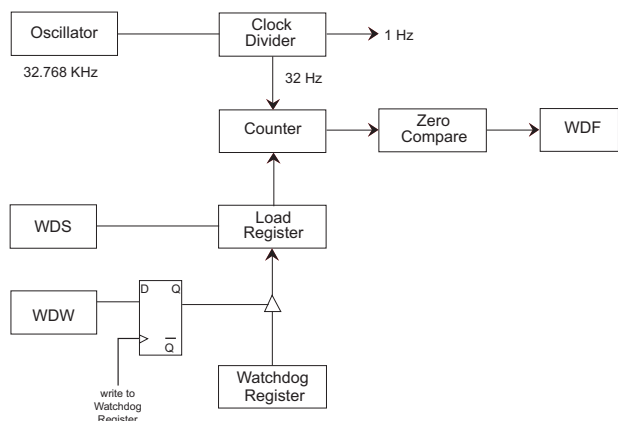 Oscillator
Clock
Divider
1 Hz
32.768 KHz
32 Hz
Counter
Zero
Compare
WDF
WDS
Load
Register
WDW
D Q
Q
Watchdog
Register
write to
Watchdog
Register